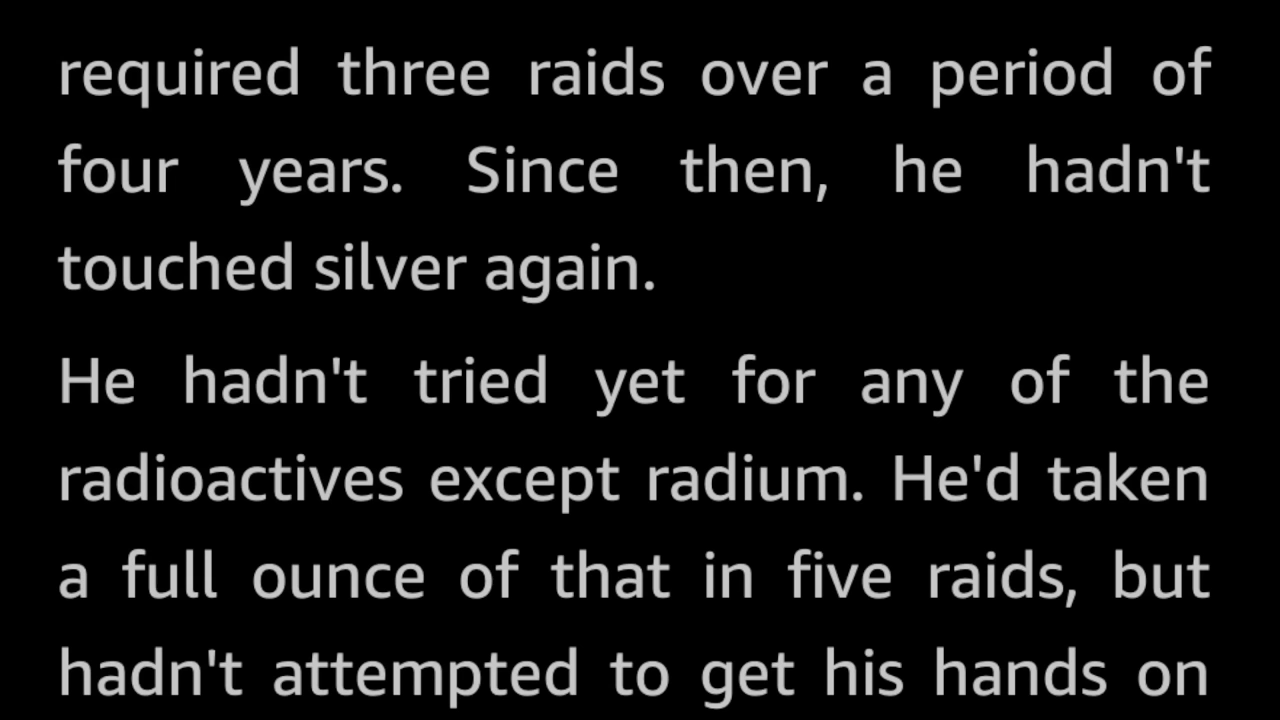 required three raids over a period of
four years. Since then, he hadn't
touched silver again.
He hadn't tried yet for any of the
radioactives except radium. He'd taken
a full ounce of that in five raids, but
hadn't attempted to get his hands on